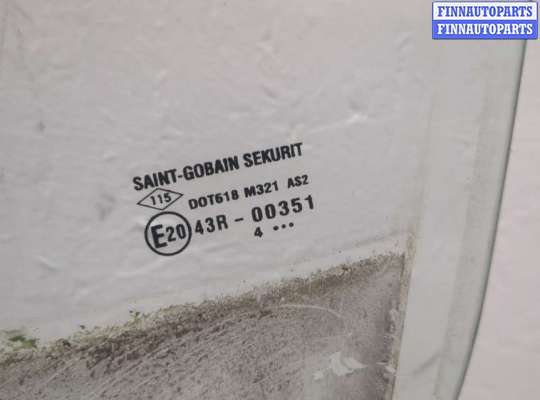 FINNAUTOPARTS
FINNAUTOPARTS
SAINT-GOBAIN SEKURIT
115 DOT618 M321 AS2
E20 43R - 00351
4 •••